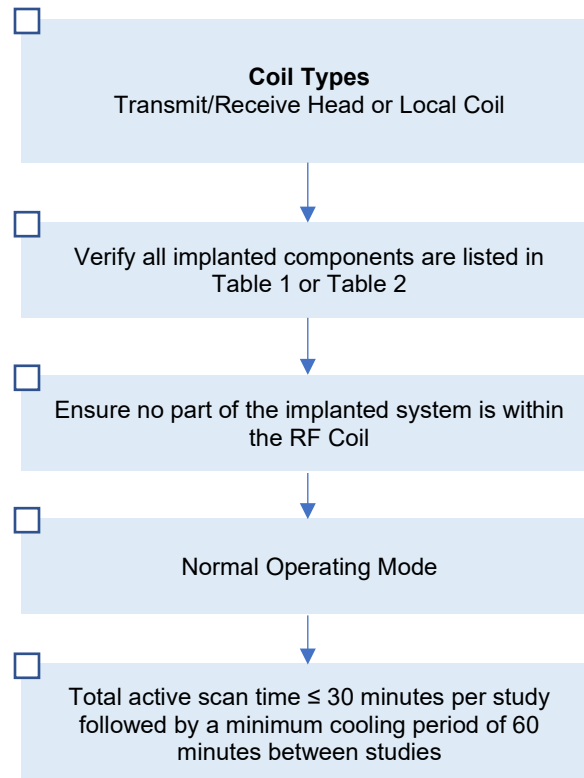 Coil Types
Transmit/Receive Head or Local Coil
Verify all implanted components are listed in
Table 1 or Table 2
Ensure no part of the implanted system is within
the RF Coil
Normal Operating Mode
Total active scan time ≤ 30 minutes per study
followed by a minimum cooling period of 60
minutes between studies